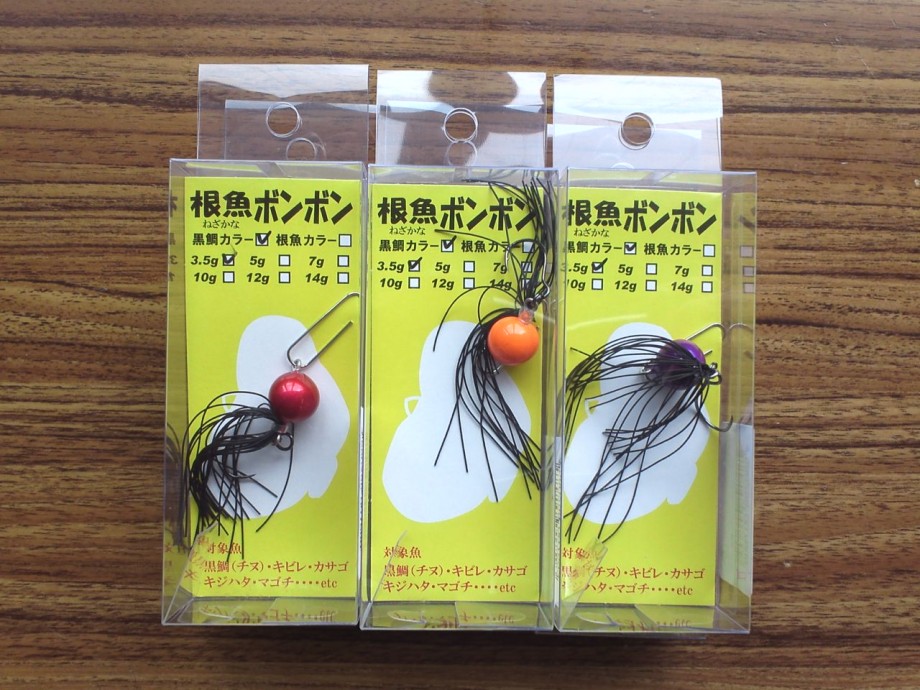 根魚ボンボン
ねざかな
黒鯛カラー☑ 根魚カラー☐
3.5g☑ 5g☐ 7g☐
10g☐ 12g☐ 14g☐
対象魚
黒鯛(チヌ)・キビレ・カサゴ
キジハタ・マゴチ・・・・etc
根魚ボンボン
ねざかな
黒鯛カラー☑ 根魚カラー☐
3.5g☑ 5g☐ 7g☐
10g☐ 12g☐ 14g☐
対象魚
黒鯛(チヌ)・キビレ・カサゴ
キジハタ・マゴチ・・・・etc
根魚ボンボン
ねざかな
黒鯛カラー☑ 根魚カラー☐
3.5g☑ 5g☐ 7g☐
10g☐ 12g☐ 14g☐
対象魚
黒鯛(チヌ)・キビレ・カサゴ
キジハタ・マゴチ・・・・etc